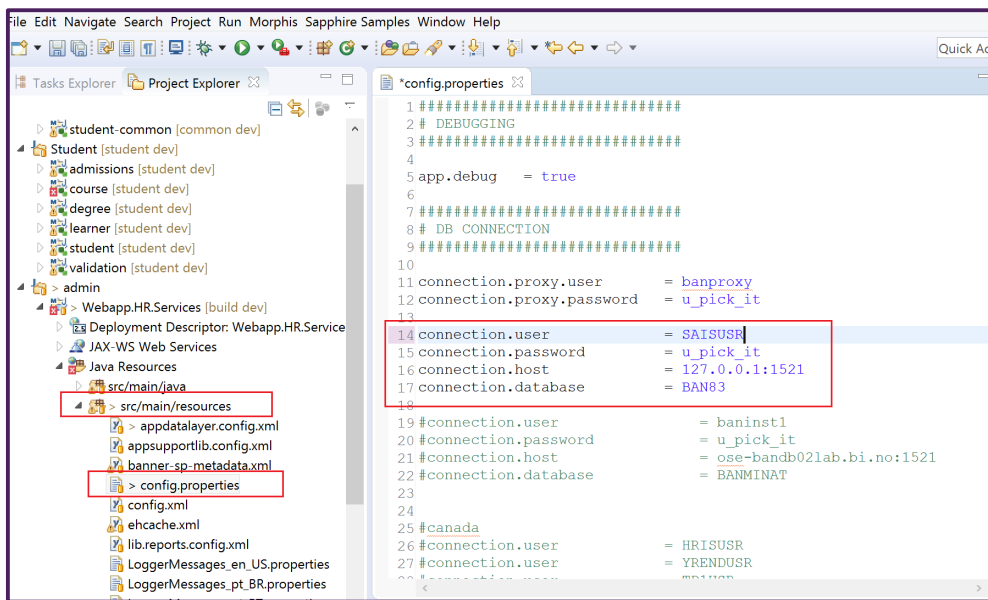 File Edit Navigate Search Project Run Morphis Sapphire Samples Window Help
Quick Ac
Tasks Explorer Project Explorer
student-common [common dev]
Student [student dev]
admissions [student dev]
course [student dev]
degree [student dev]
learner [student dev]
student [student dev]
validation [student dev]
> admin
> Webapp.HR.Services [build dev]
Deployment Descriptor: Webapp.HR.Service
JAX-WS Web Services
Java Resources
src/main/java
> src/main/resources
> appdatalayer.config.xml
appsupportlib.config.xml
banner-sp-metadata.xml
> config.properties
config.xml
ehcache.xml
lib.reports.config.xml
LoggerMessages_en_US.properties
LoggerMessages_pt_BR.properties
*config.properties
1 ##############################
2 # DEBUGGING
3 ##############################
4
5 app.debug = true
6
7 ##############################
8 # DB CONNECTION
9 ##############################
10
11 connection.proxy.user = banproxy
12 connection.proxy.password = u_pick_it
13
14 connection.user = SAISUSR
15 connection.password = u_pick_it
16 connection.host = 127.0.0.1:1521
17 connection.database = BAN83
18
19 #connection.user = baninst1
20 #connection.password = u_pick_it
21 #connection.host = ose-bandb02lab.bi.no:1521
22 #connection.database = BANMINAT
23
24
25 #canada
26 #connection.user = HRISUSR
27 #connection.user = YRENDUSR